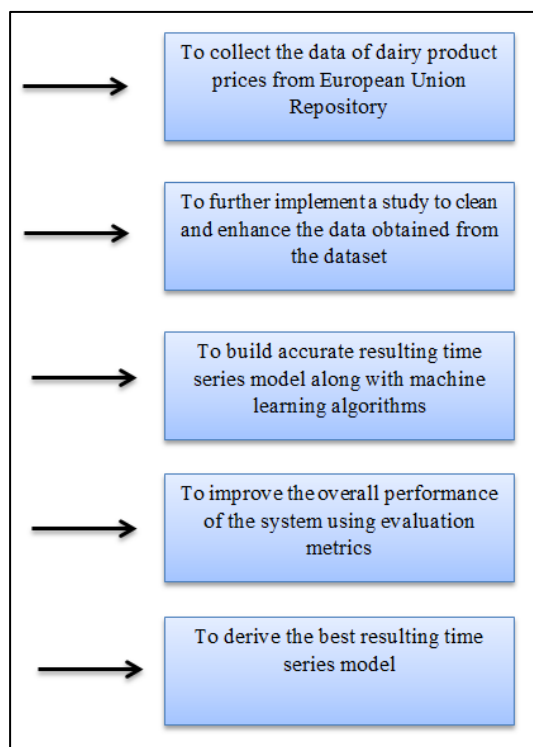 To collect the data of dairy product
prices from European Union
Repository
To further implement a study to clean
and enhance the data obtained from
the dataset
To build accurate resulting time
series model along with machine
learning algorithms
To improve the overall performance
of the system using evaluation
metrics
To derive the best resulting time
series model